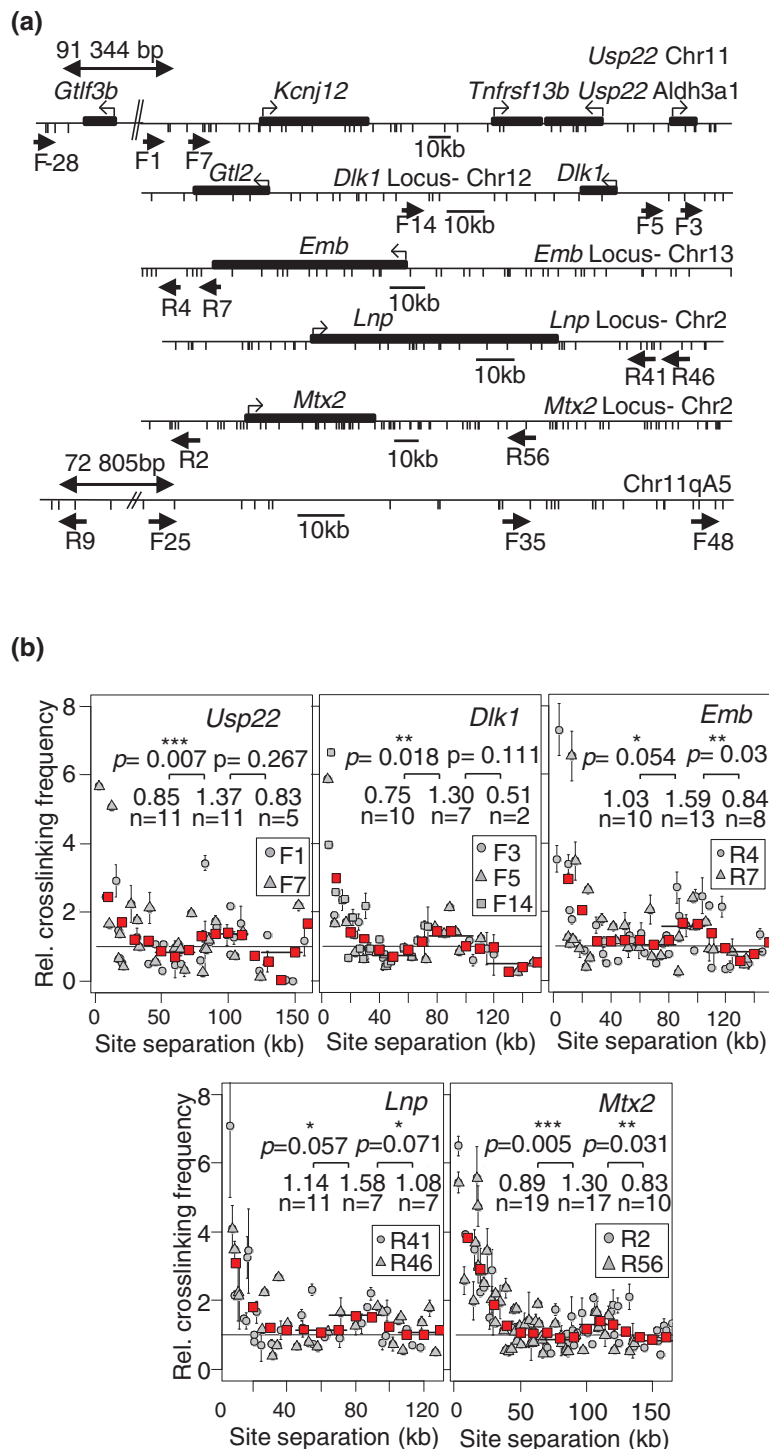 (a)
91 344 bp
Usp22 Chr11
Gtlf3b Kcnj12 Tnfrsf13b Usp22 Aldh3a1
10kb
F-28 F1 F7
Gtl2 Dlk1 Locus- Chr12 Dlk1
F14 10kb F5 F3
Emb Emb Locus- Chr13
R4 R7 10kb
Lnp Lnp Locus- Chr2
10kb R41 R46
Mtx2 Mtx2 Locus- Chr2
R2 10kb R56
72 805bp
Chr11qA5
R9 F25 10kb F35 F48
(b)
Rel. crosslinking frequency
8
6
4
2
0
Usp22
***
p= 0.007 p= 0.267
0.85 1.37 0.83
n=11 n=11 n=5
F1
F7
0 50 100 150
Site separation (kb)
Dlk1
**
p= 0.018 p= 0.111
0.75 1.30 0.51
n=10 n=7 n=2
F3
F5
F14
0 40 80 120
Site separation (kb)
Emb
* **
p= 0.054 p= 0.03
1.03 1.59 0.84
n=10 n=13 n=8
R4
R7
0 40 80 120
Site separation (kb)
Rel. crosslinking frequency
8
6
4
2
0
Lnp
* *
p=0.057 p=0.071
1.14 1.58 1.08
n=11 n=7 n=7
R41
R46
0 40 80 120
Site separation (kb)
Mtx2
*** **
p=0.005 p=0.031
0.89 1.30 0.83
n=19 n=17 n=10
R2
R56
0 50 100 150
Site separation (kb)